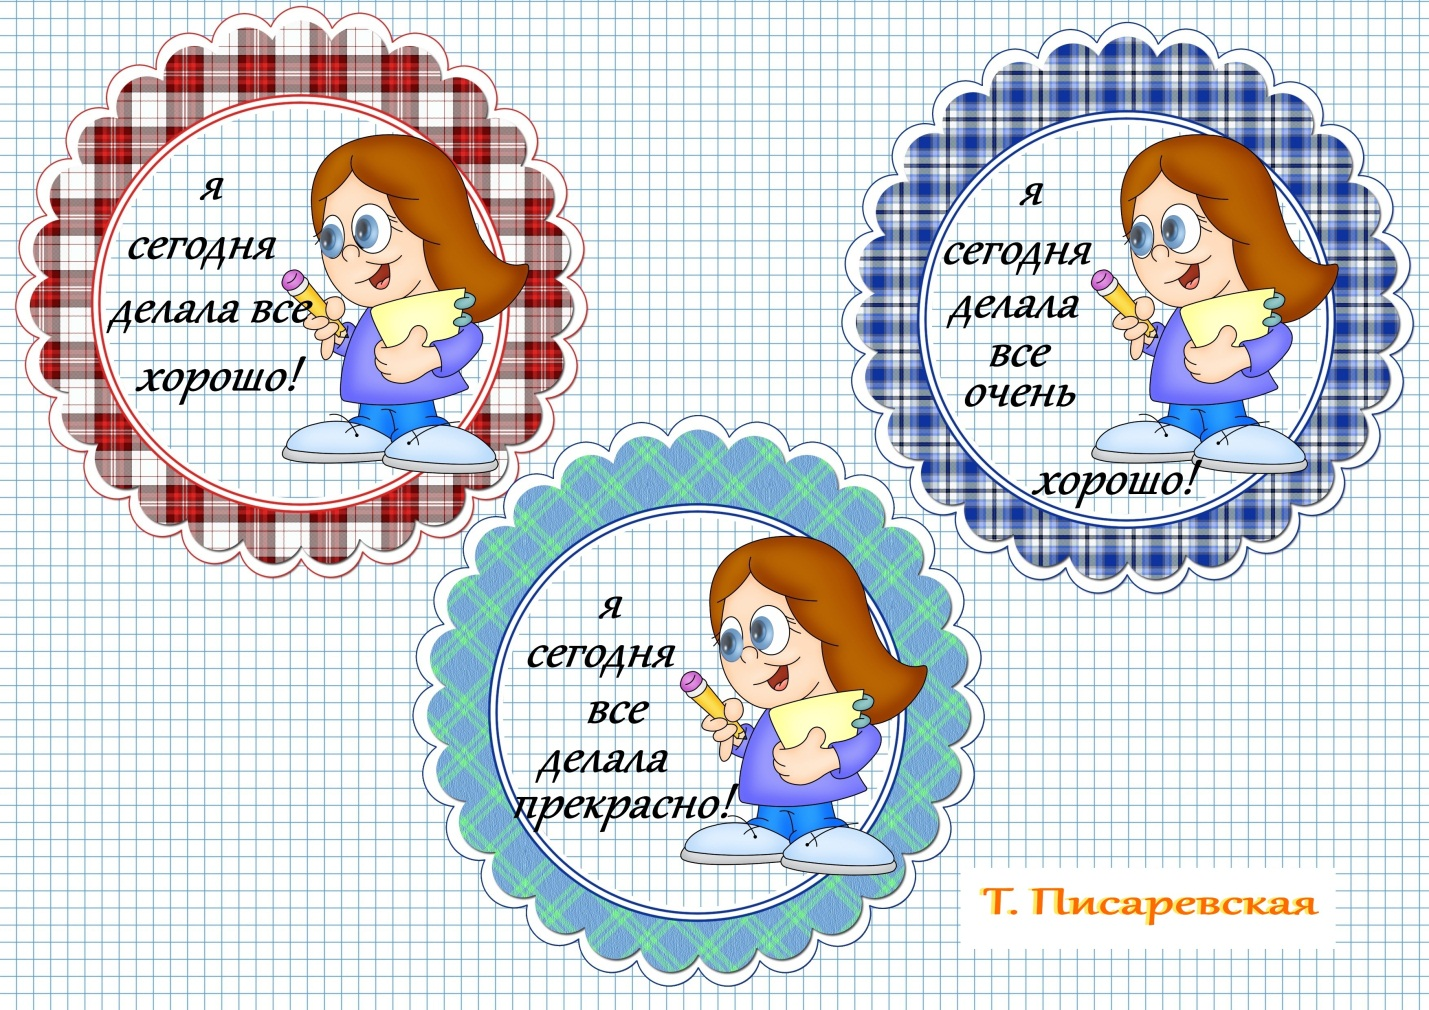 я
сегодня
делала все
хорошо!
я
сегодня
делала
все
очень
хорошо!
я
сегодня
все
делала
прекрасно!
Т. Писаревская